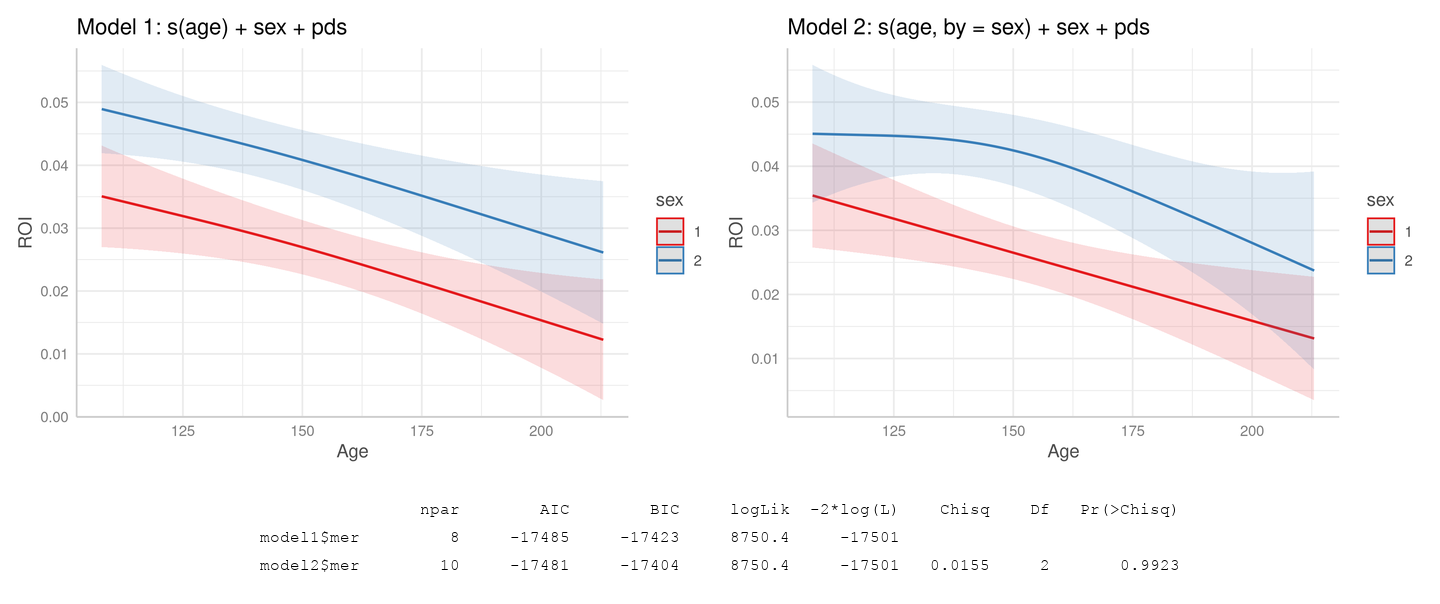 Model 1: s(age) + sex + pds
0.05
0.04
0.03
0.02
0.01
0.00
ROI
125 150 175 200
Age
sex
1
2
Model 2: s(age, by = sex) + sex + pds
0.05
0.04
0.03
0.02
0.01
ROI
125 150 175 200
Age
sex
1
2
npar AIC BIC logLik -2*log(L) Chisq Df Pr(>Chisq)
model1$mer 8 -17485 -17423 8750.4 -17501
model2$mer 10 -17481 -17404 8750.4 -17501 0.0155 2 0.9923